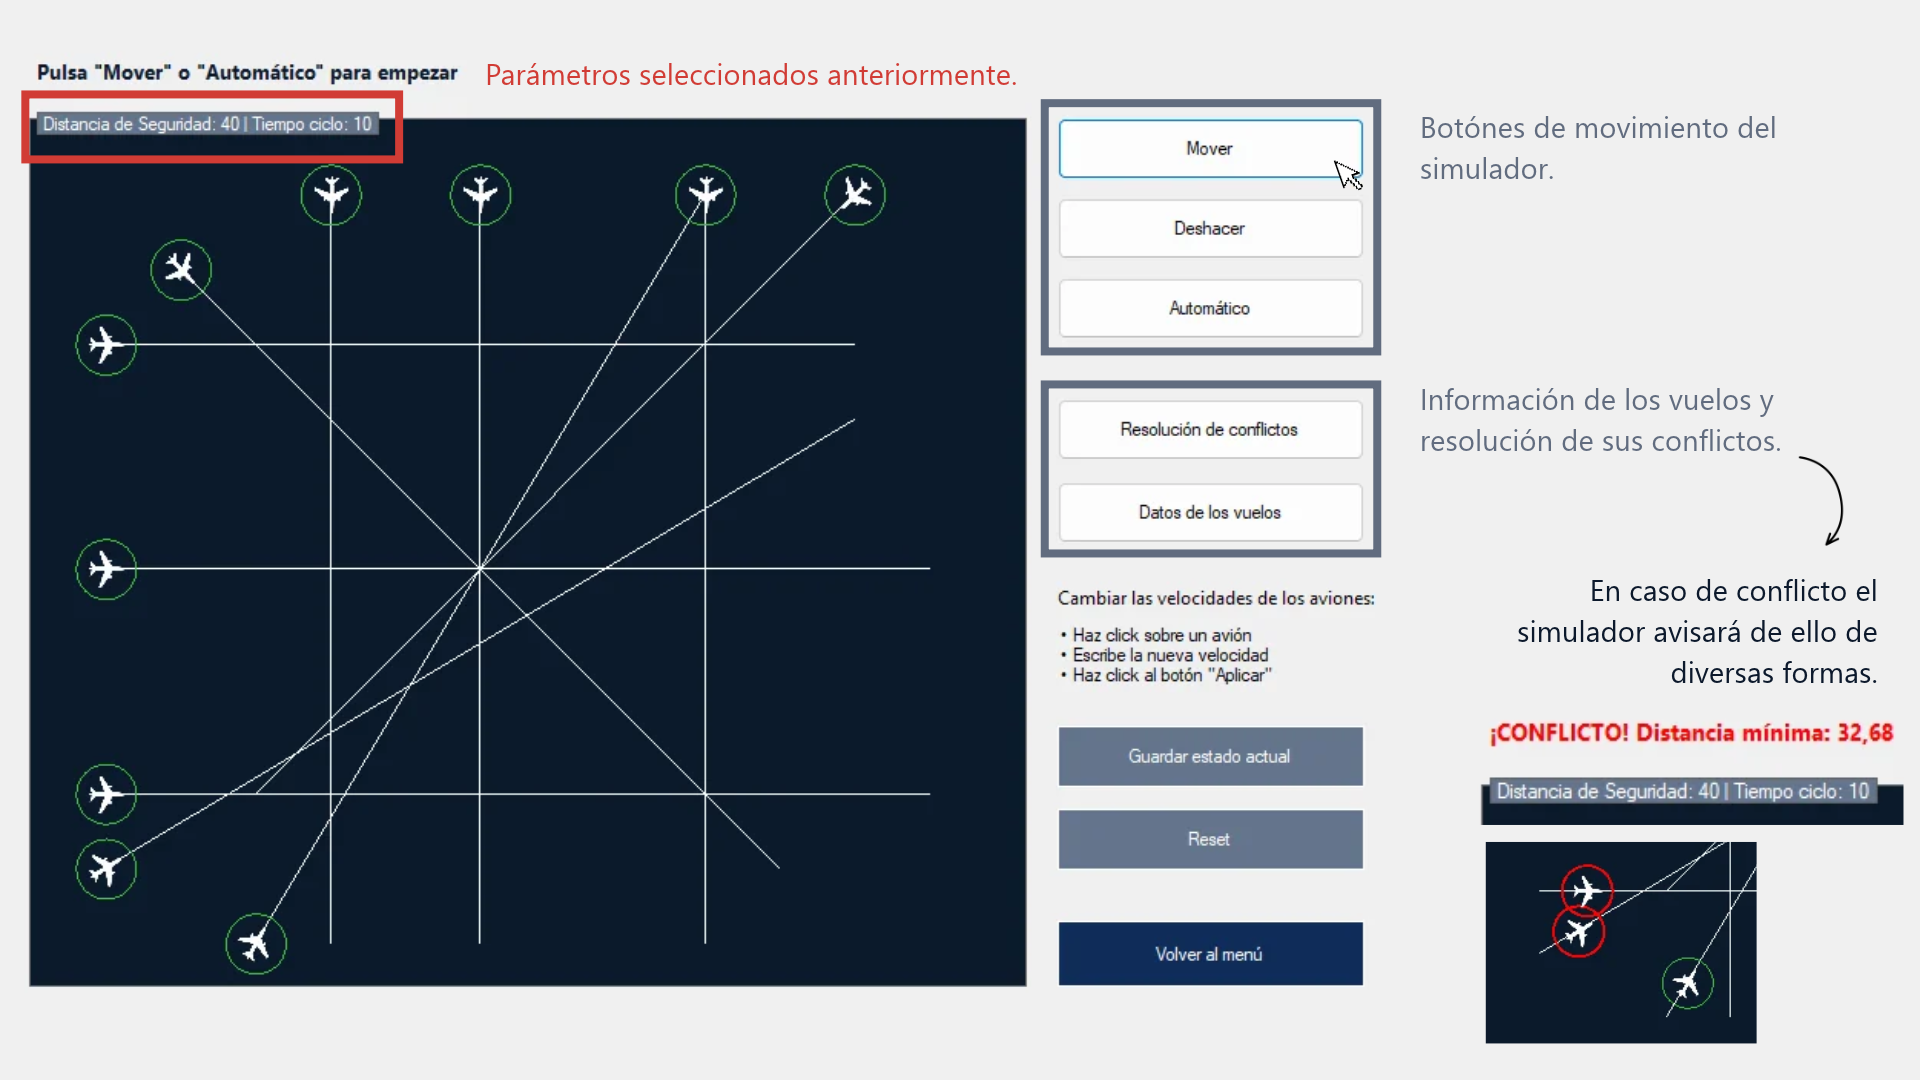 Pulsa "Mover" o "Automático" para empezar
Parámetros seleccionados anteriormente.
Distancia de Seguridad: 40 | Tiempo ciclo: 10
Mover
Deshacer
Automático
Botónes de movimiento del
simulador.
Resolución de conflictos
Datos de los vuelos
Información de los vuelos y
resolución de sus conflictos.
En caso de conflicto el
simulador avisará de ello de
diversas formas.
Cambiar las velocidades de los aviones:
• Haz click sobre un avión
• Escribe la nueva velocidad
• Haz click al botón "Aplicar"
Guardar estado actual
Reset
Volver al menú
¡CONFLICTO! Distancia mínima: 32,68
Distancia de Seguridad: 40 | Tiempo ciclo: 10